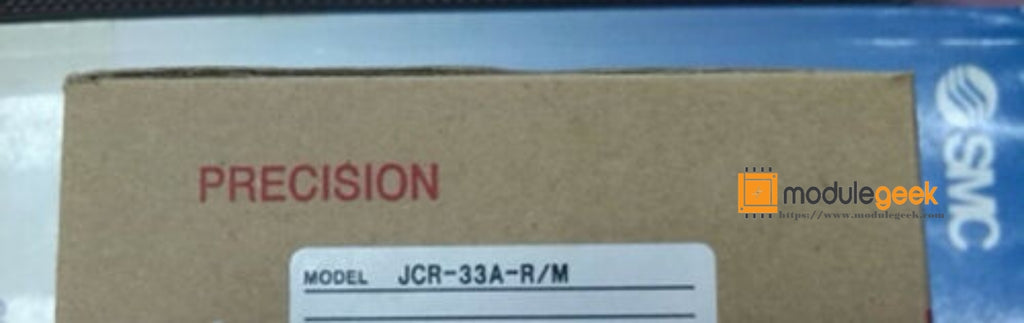 PRECISION
modulegeek
https://www.modulegeek.com
SMC
MODEL JCR-33A-R/M